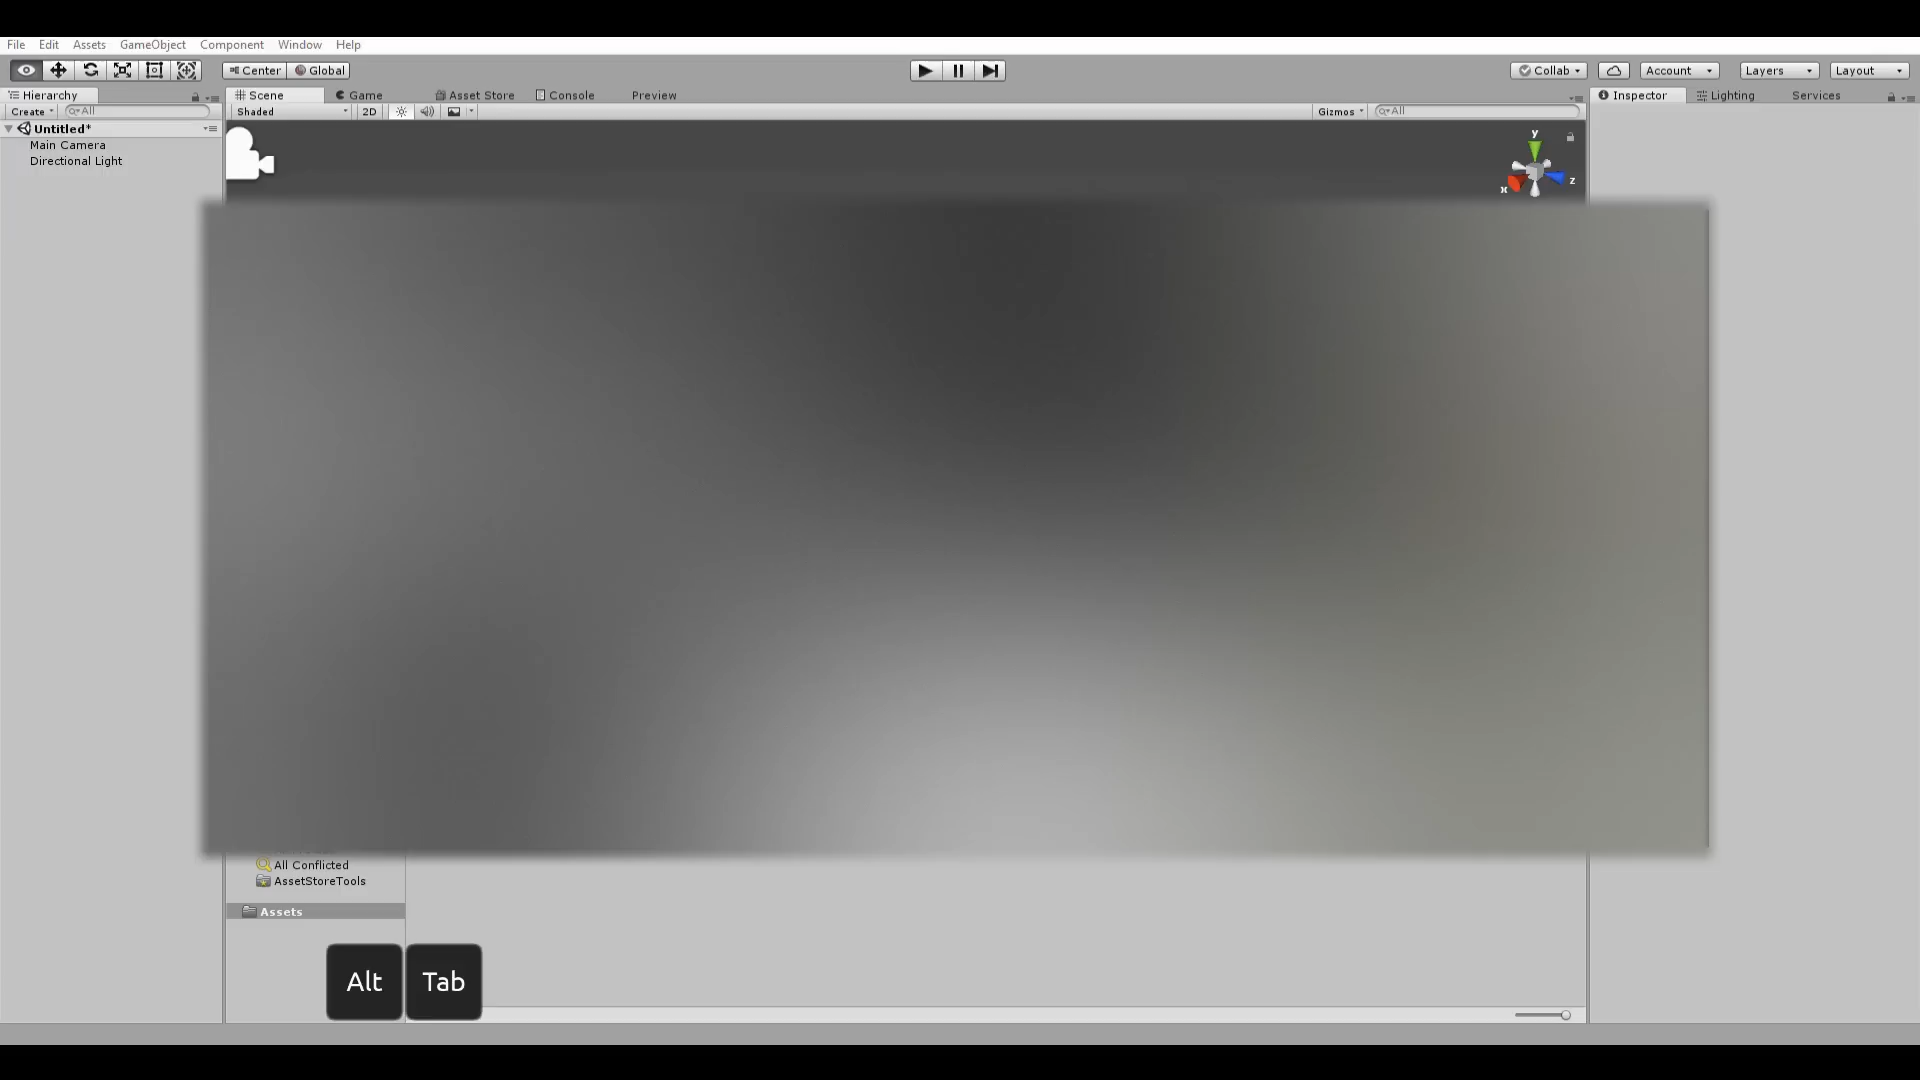 File Edit Assets GameObject Component Window Help
Center Global Collab Account Layers Layout
Hierarchy Scene Game Asset Store Console Preview Inspector Lighting Services
Create All Shaded 2D Gizmos All
Untitled*
Main Camera
Directional Light
y
x z
All Conflicted
AssetStoreTools
Assets
Alt Tab